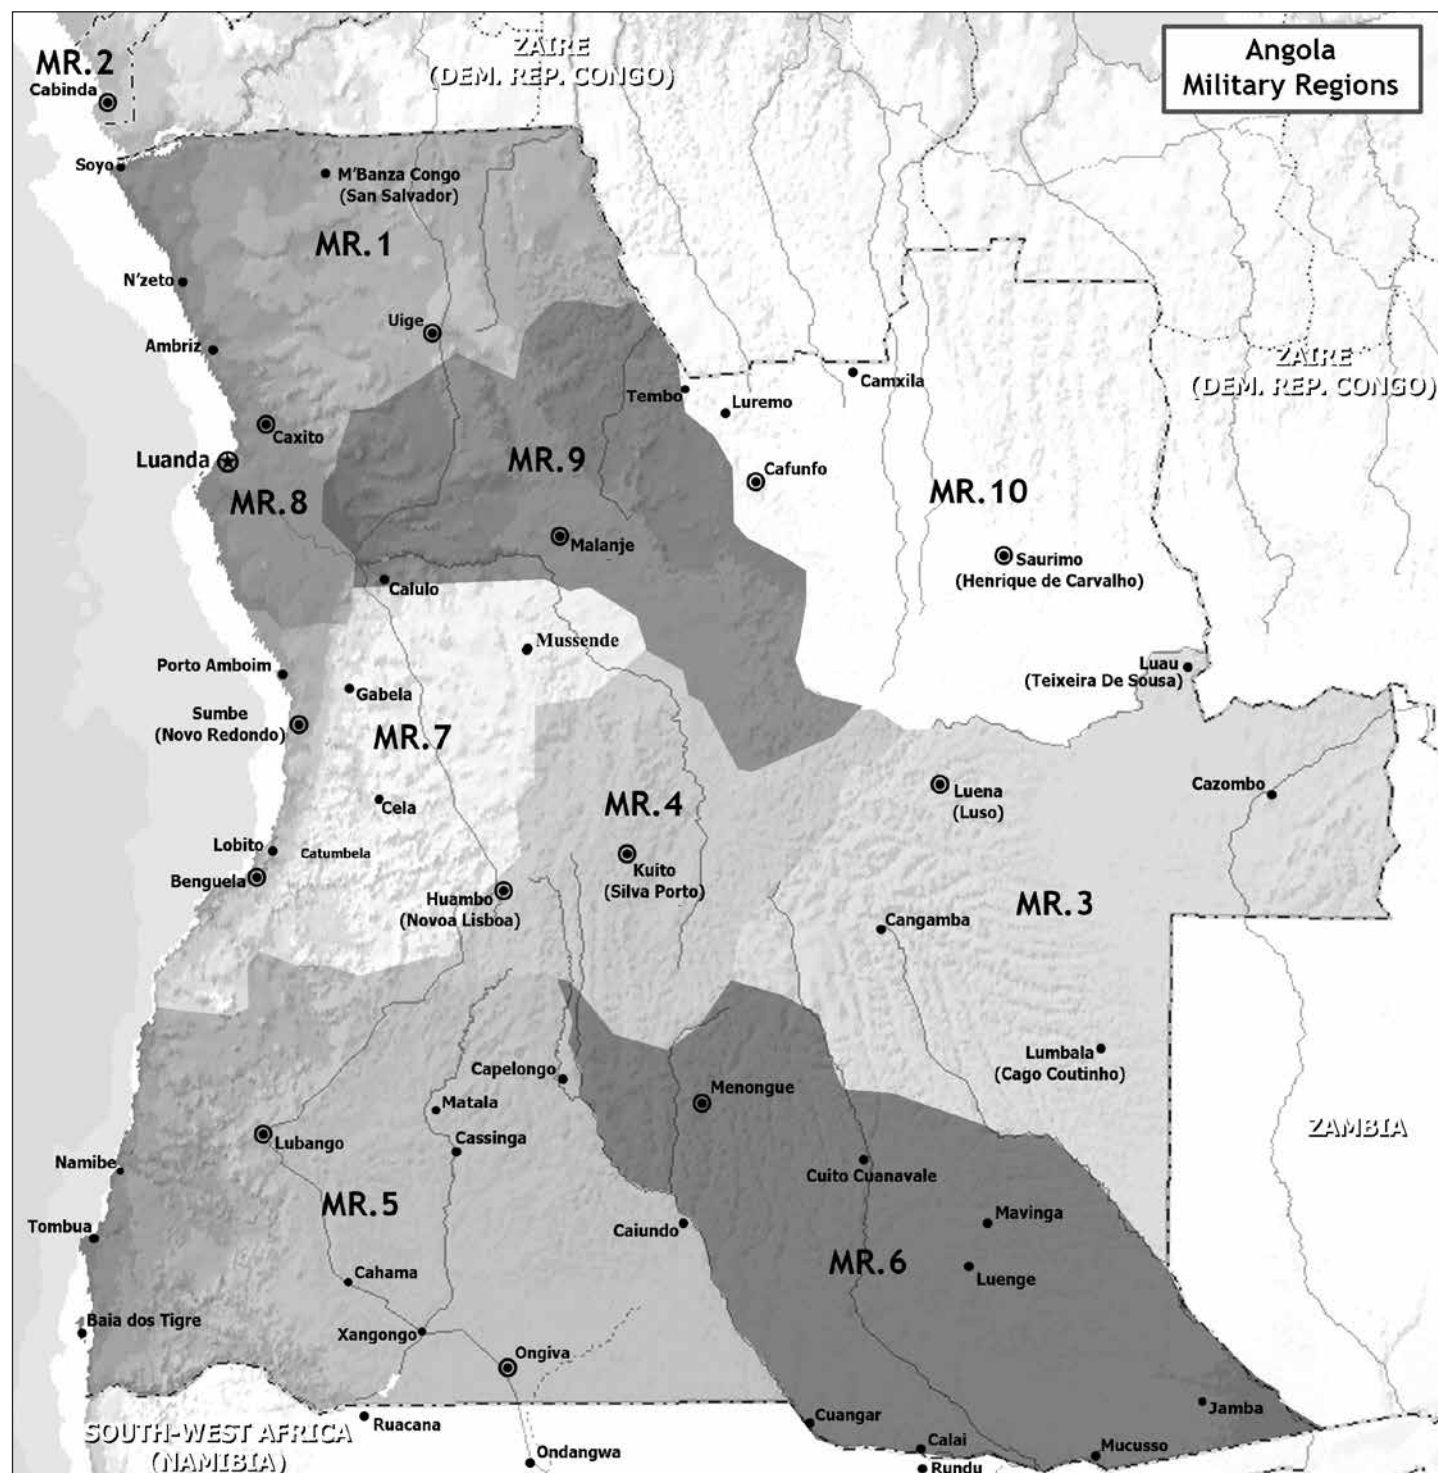 Angola
Military Regions
ZAIRE
(DEM. REP. CONGO)
MR.2
Cabinda
Soyo
M'Banza Congo
(San Salvador)
MR.1
N'zeto
Uige
Ambriz
ZAIRE
(DEM. REP. CONGO)
Camxila
Tembo
Luremo
Caxito
Luanda
MR.9
Cafunfo
MR.10
MR.8
Malanje
Saurimo
(Henrique de Carvalho)
Calulo
Mussende
Porto Amboim
Luau
(Teixeira De Sousa)
Gabela
Sumbe
(Novo Redondo)
MR.7
Luena
(Luso)
Cazombo
Cela
MR.4
Lobito
Catumbela
Kuito
(Silva Porto)
Benguela
Huambo
(Novoa Lisboa)
MR.3
Cangamba
Lumbala
(Cago Coutinho)
Capelongo
Menongue
Matala
Lubango
Cassinga
ZAMBIA
Namibe
Cuito Cuanavale
MR.5
Mavinga
Tombua
Caiundo
MR.6
Cahama
Luenge
Baia dos Tigre
Xangongo
Ongiva
Jamba
Cuangar
Ruacana
SOUTH-WEST AFRICA
(NAMIBIA)
Ondangwa
Calai
Mucusso
Rundu